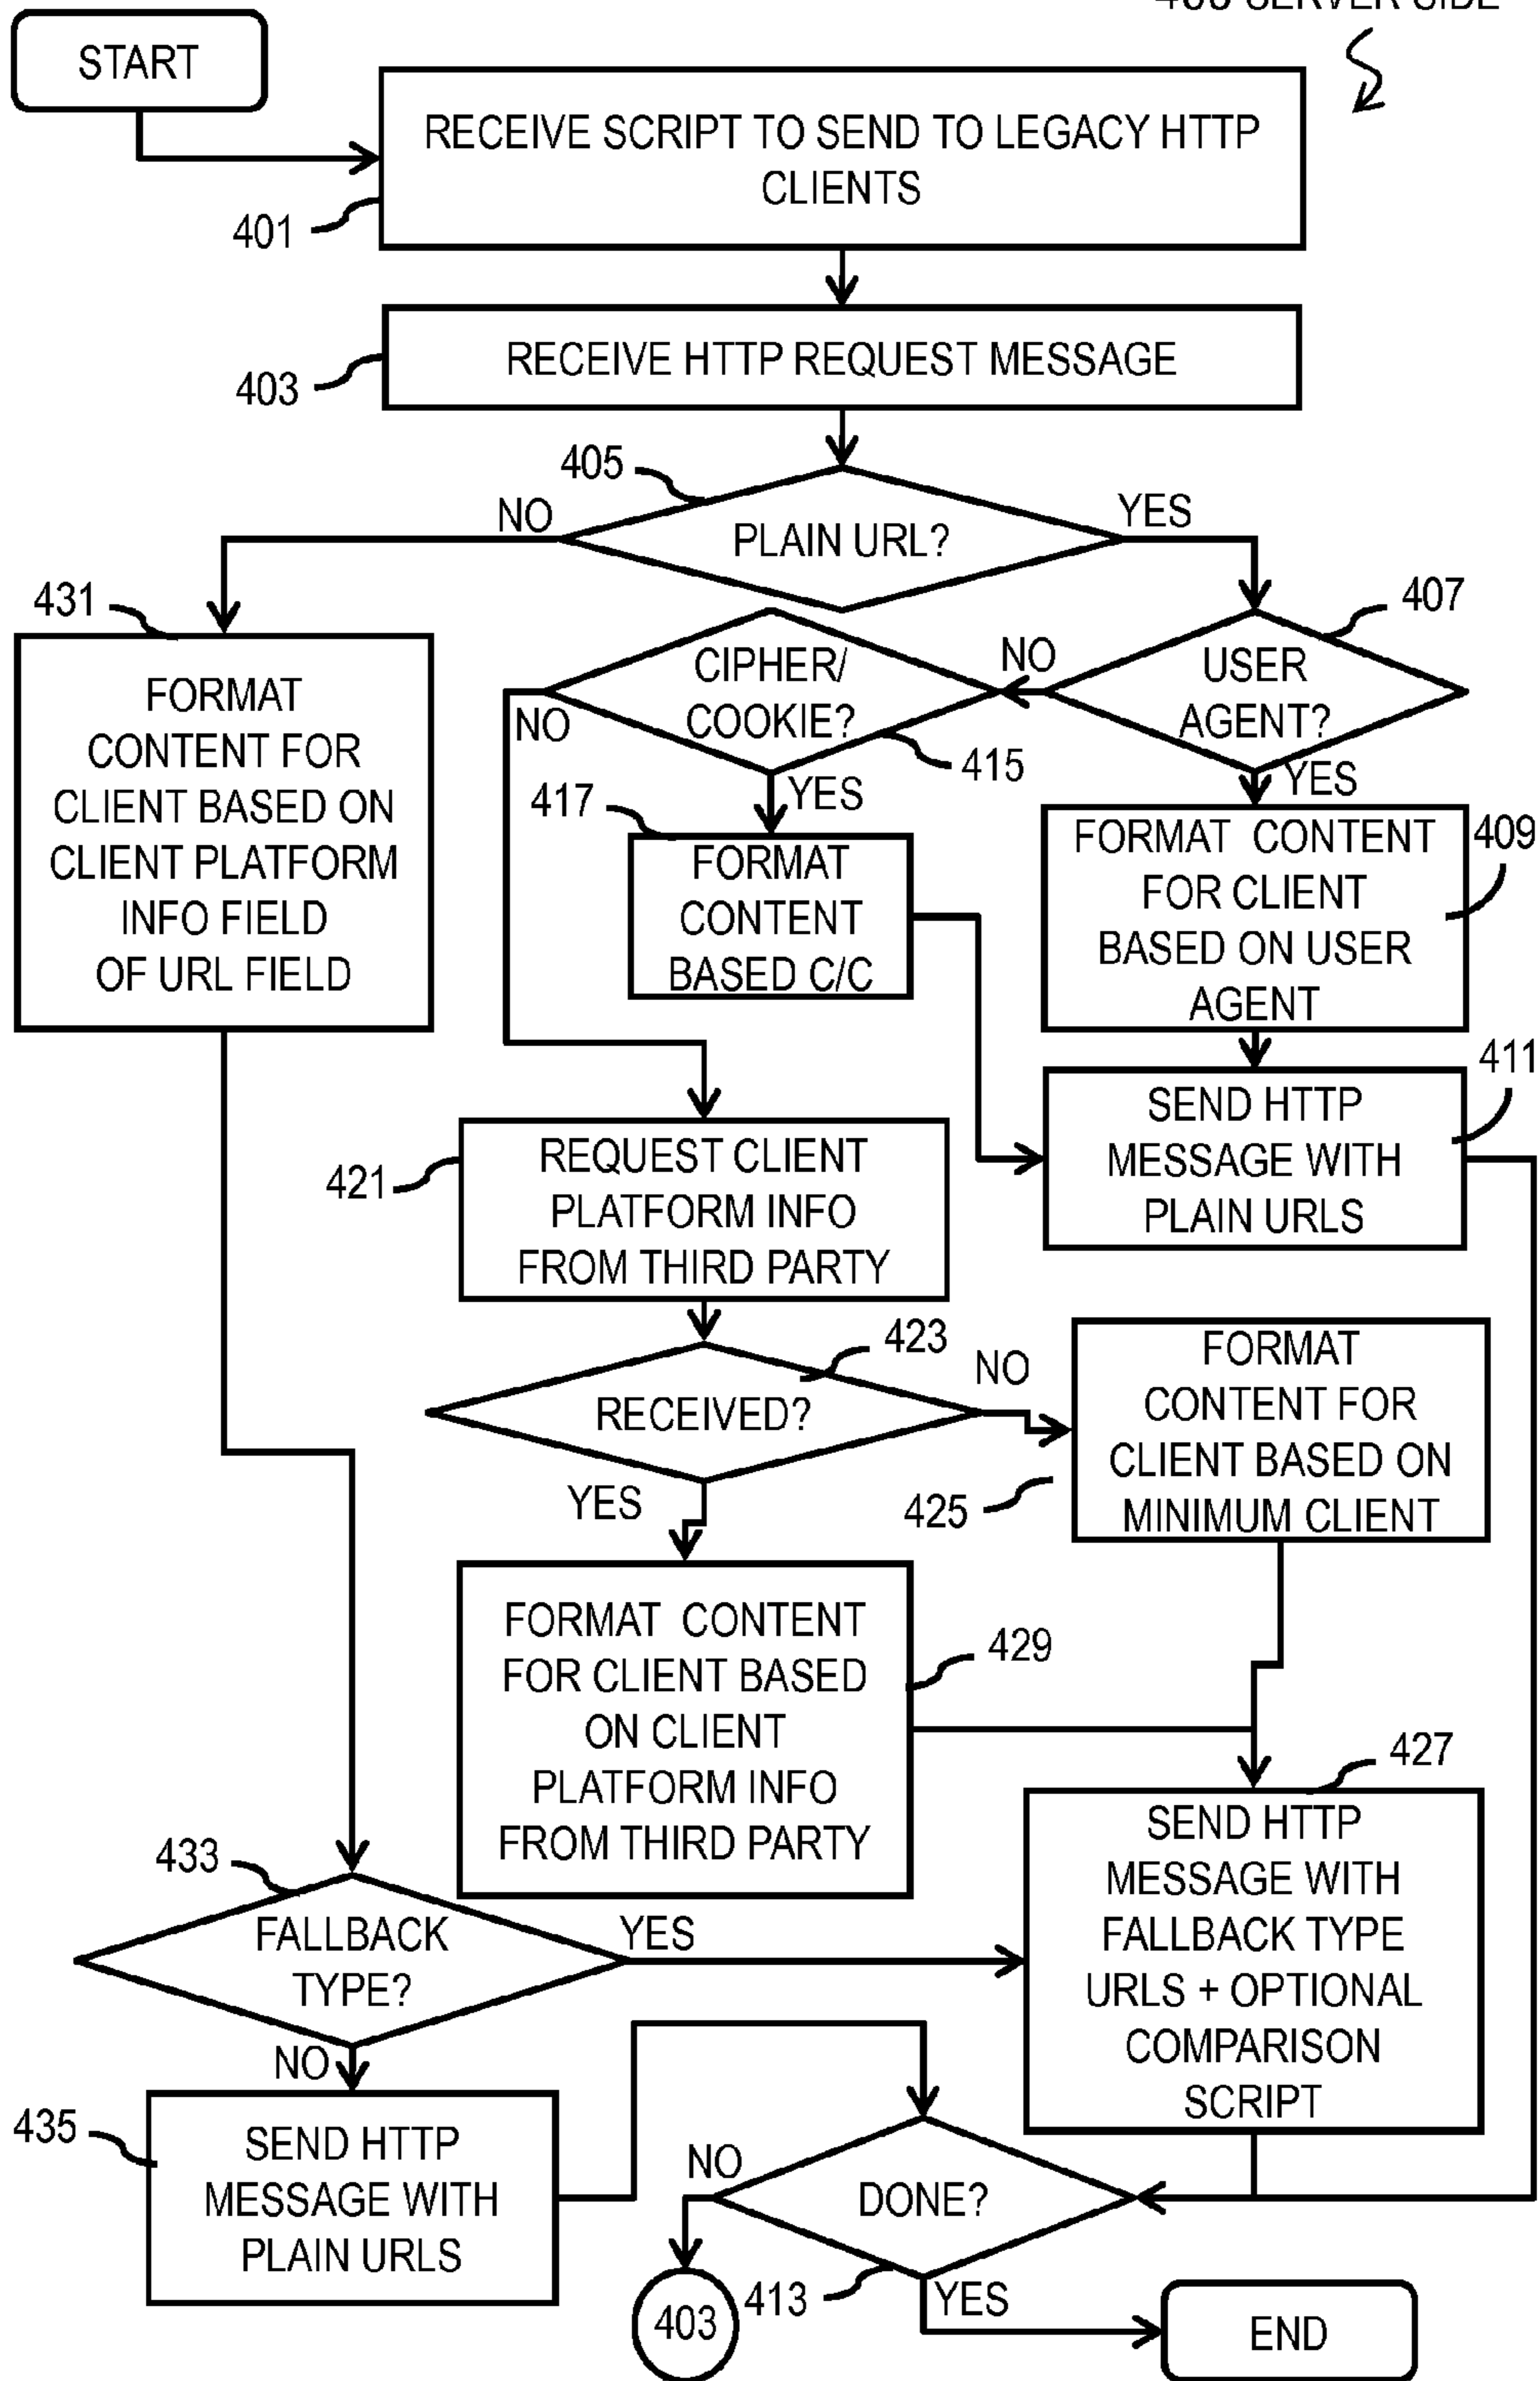 SERVER SIDE
START
RECEIVE SCRIPT TO SEND TO LEGACY HTTP
CLIENTS
401
RECEIVE HTTP REQUEST MESSAGE
403
405
NO
PLAIN URL?
YES
431
407
FORMAT
CONTENT FOR
CLIENT BASED ON
CLIENT PLATFORM
INFO FIELD
OF URL FIELD
CIPHER/
COOKIE?
NO
NO
USER
AGENT?
415
YES
YES
417
FORMAT
CONTENT
BASED C/C
FORMAT CONTENT
FOR CLIENT
BASED ON USER
AGENT
409
411
SEND HTTP
MESSAGE WITH
PLAIN URLS
421
REQUEST CLIENT
PLATFORM INFO
FROM THIRD PARTY
423
RECEIVED?
NO
YES
425
FORMAT
CONTENT FOR
CLIENT BASED ON
MINIMUM CLIENT
FORMAT CONTENT
FOR CLIENT BASED
ON CLIENT
PLATFORM INFO
FROM THIRD PARTY
429
427
433
FALLBACK
TYPE?
YES
SEND HTTP
MESSAGE WITH
FALLBACK TYPE
URLS + OPTIONAL
COMPARISON
SCRIPT
NO
435
SEND HTTP
MESSAGE WITH
PLAIN URLS
NO
DONE?
403
413
YES
END